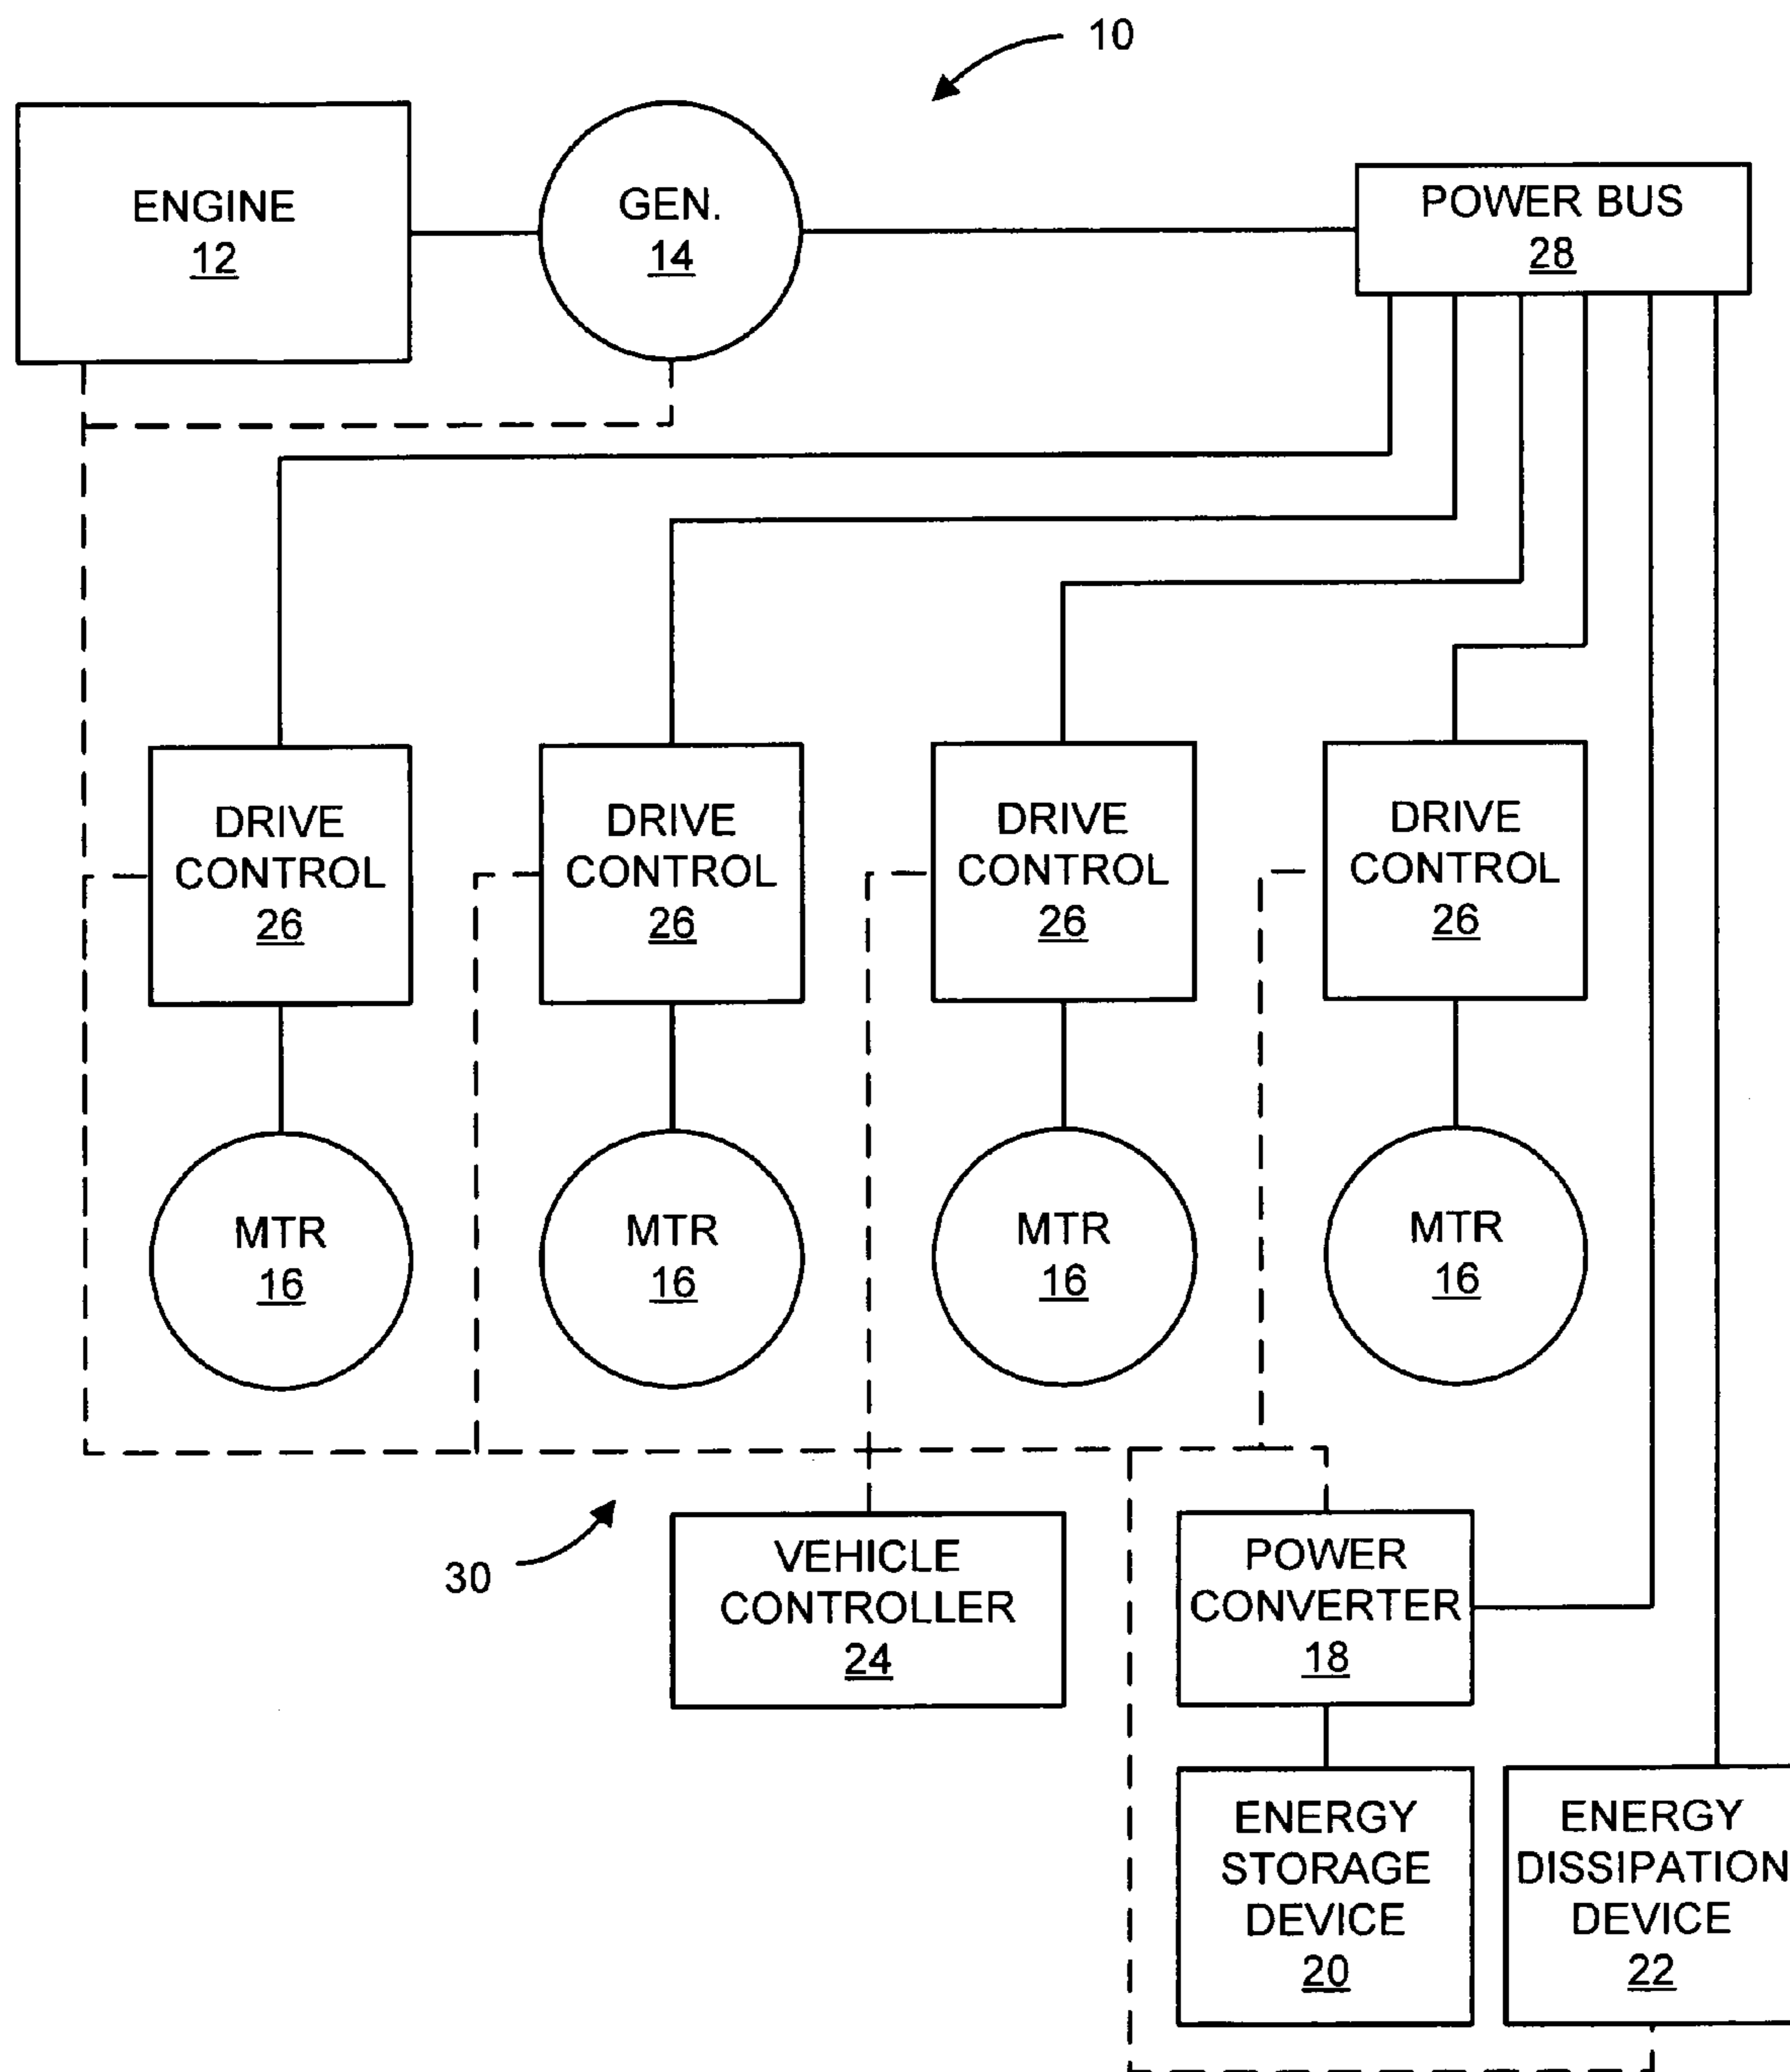 10
ENGINE
12
GEN.
14
POWER BUS
28
DRIVE
CONTROL
26
DRIVE
CONTROL
26
DRIVE
CONTROL
26
DRIVE
CONTROL
26
MTR
16
MTR
16
MTR
16
MTR
16
30
VEHICLE
CONTROLLER
24
POWER
CONVERTER
18
ENERGY
STORAGE
DEVICE
20
ENERGY
DISSIPATION
DEVICE
22